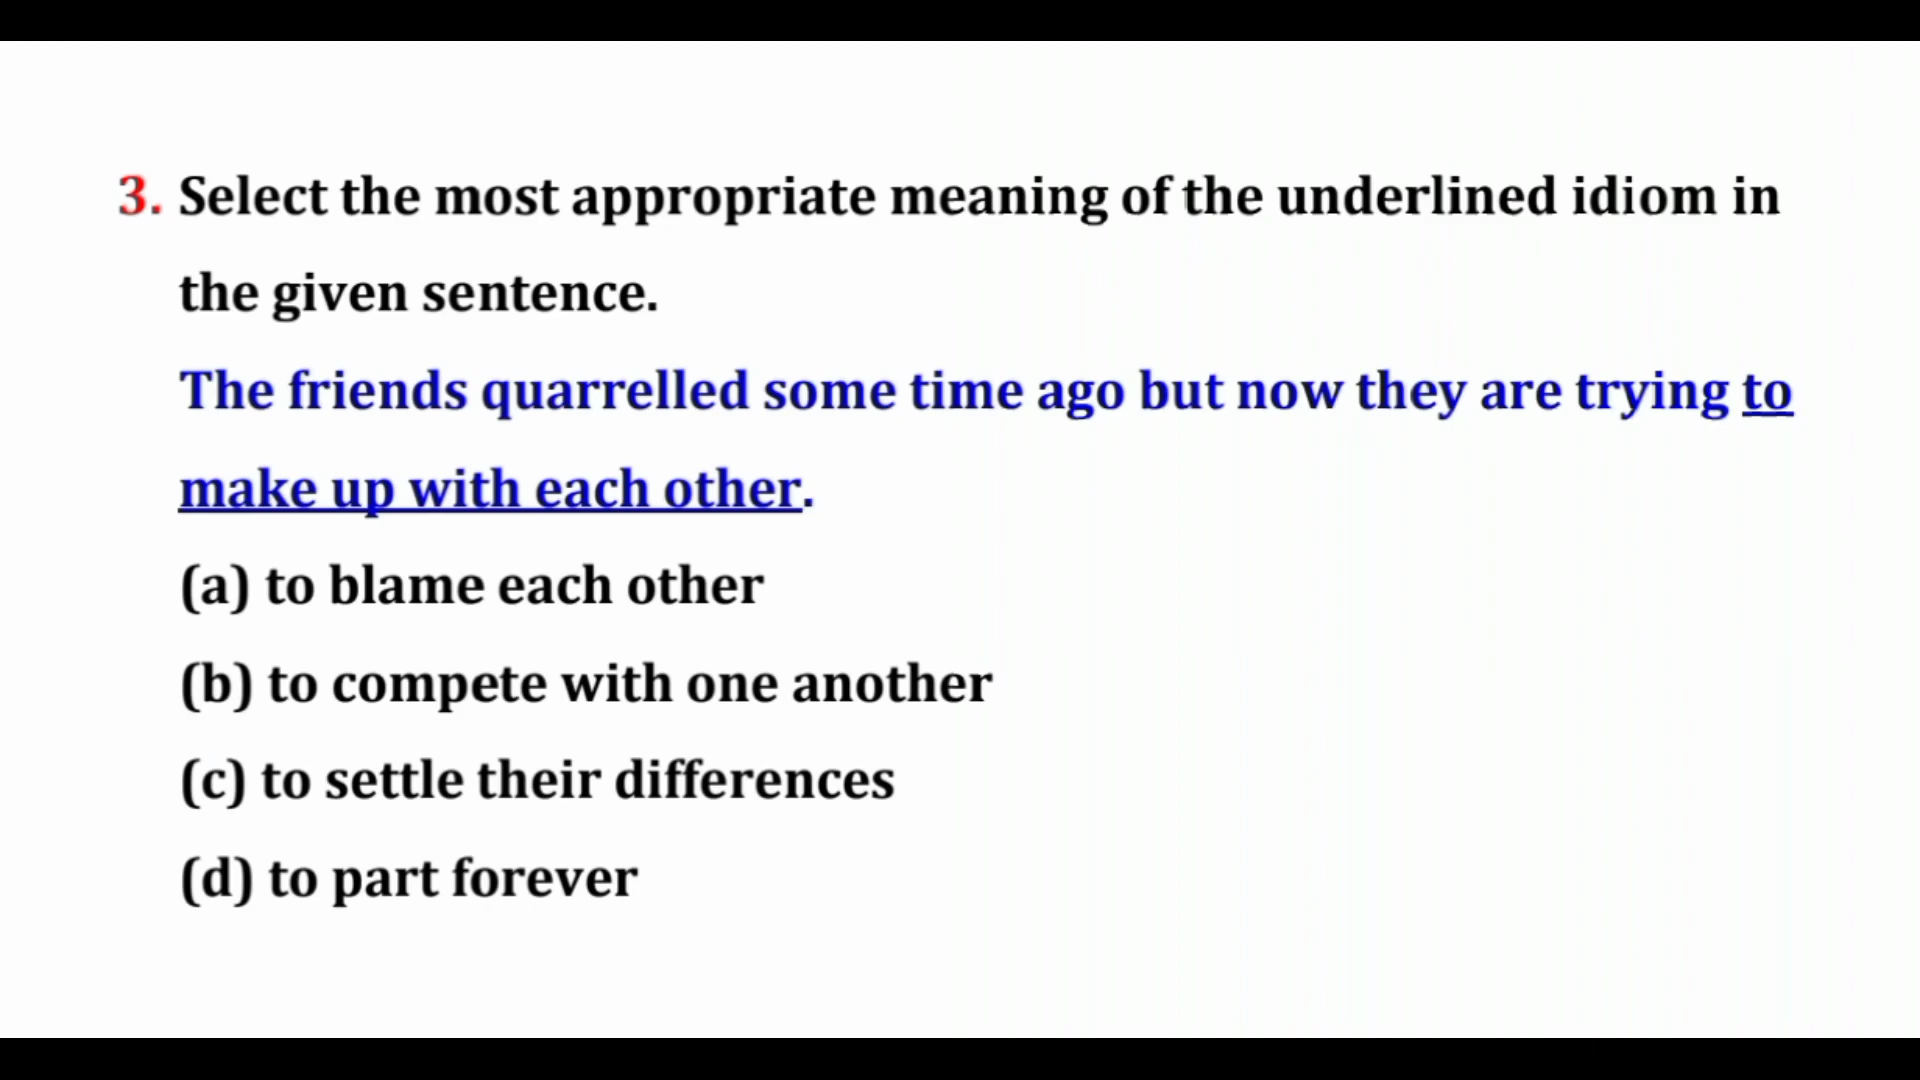 3. Select the most appropriate meaning of the underlined idiom in
the given sentence.
The friends quarrelled some time ago but now they are trying to
make up with each other.
(a) to blame each other
(b) to compete with one another
(c) to settle their differences
(d) to part forever